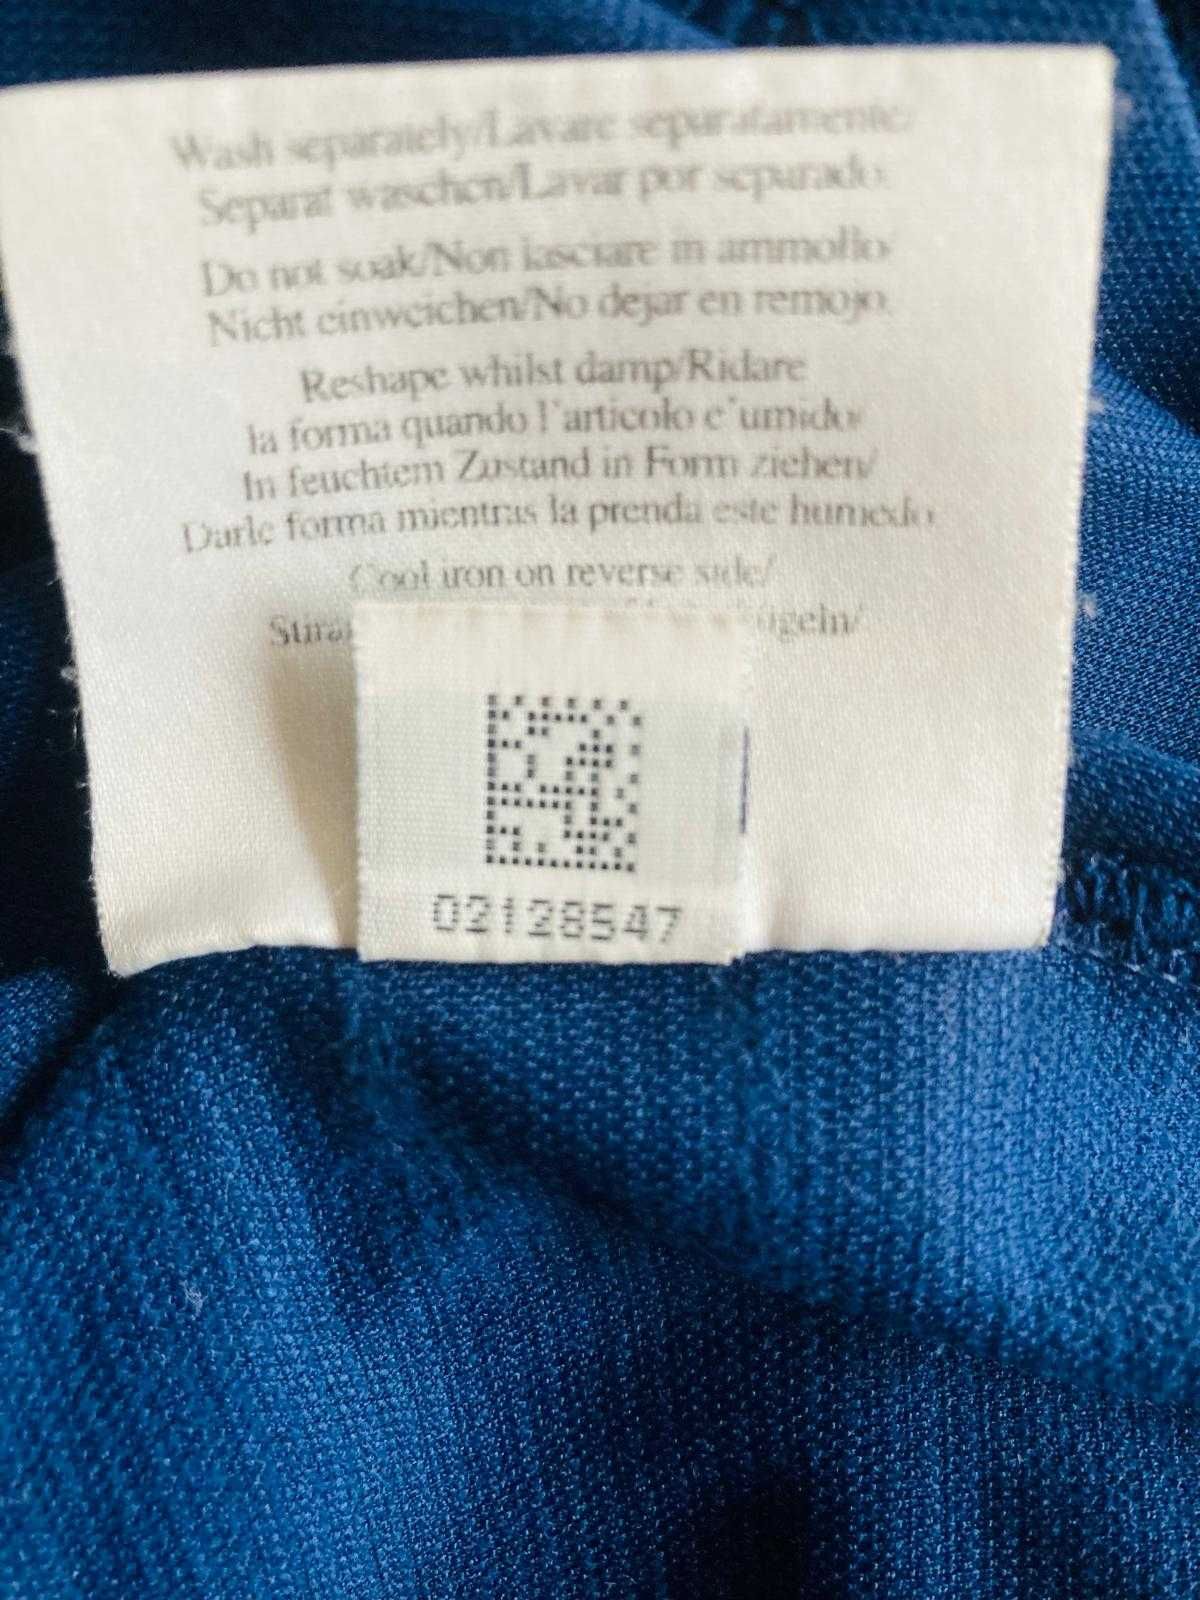 Wash separately/Lavare separatamente/
Separat waschen/Lavar por separado.
Do not soak/Non lasciare in ammollo/
Nicht einweichen/No dejar en remojo.
Reshape whilst damp/Ridare
la forma quando l'articolo e' umido/
In feuchtem Zustand in Form ziehen/
Darle forma mientras la prenda este humedo.
Cool iron on reverse side/
02128547